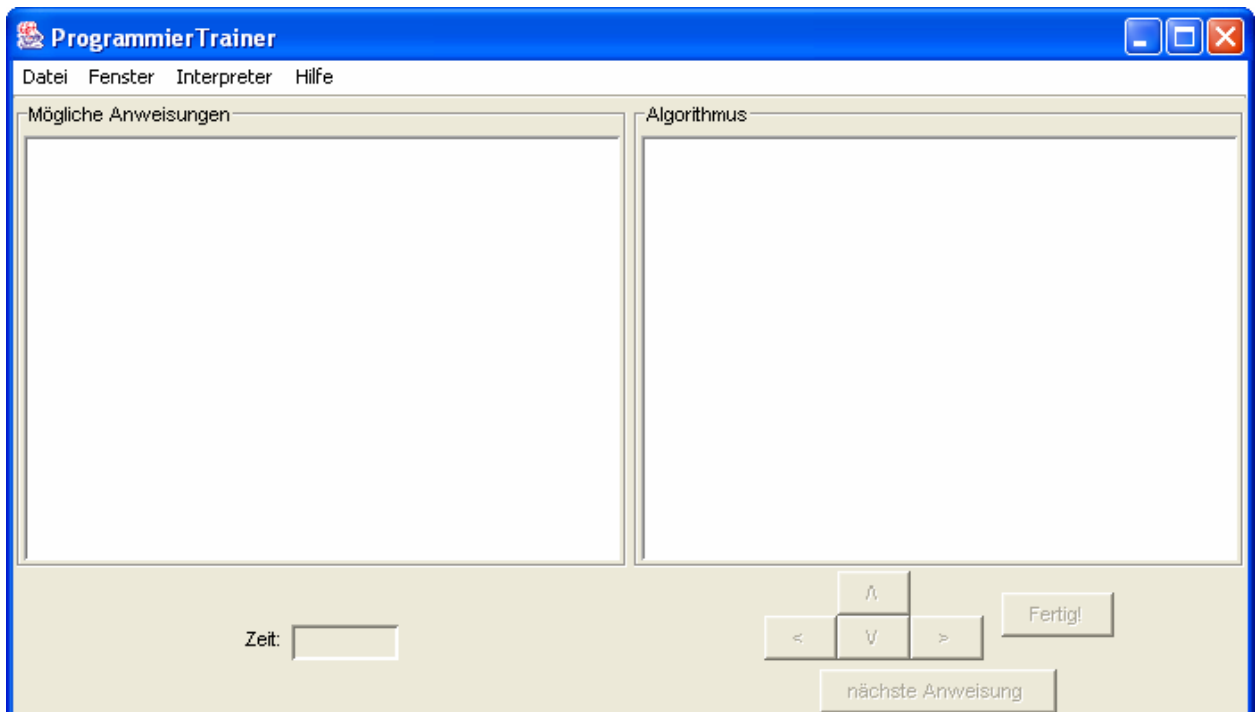 ProgrammierTrainer
Datei Fenster Interpreter Hilfe
Mögliche Anweisungen
Algorithmus
Zeit:
Λ
< V >
Fertig!
nächste Anweisung